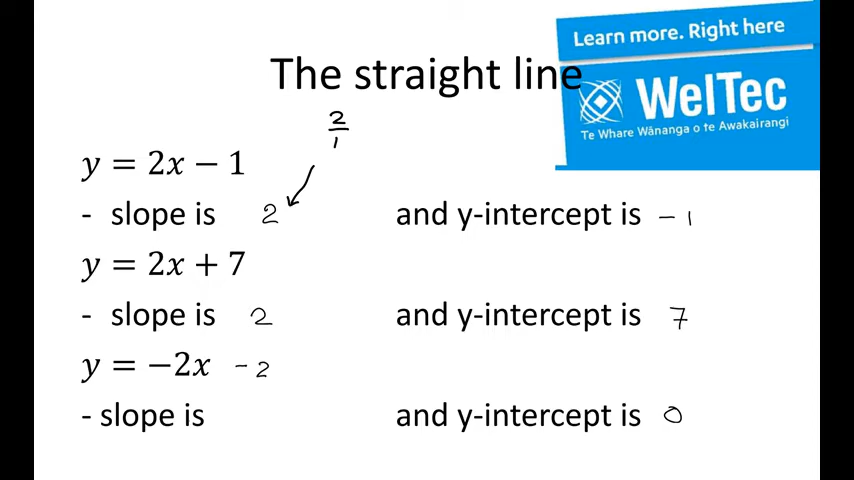 Learn more. Right here
The straight line
WelTec
Te Whare Wānanga o te Awakairangi
2/1
y = 2x − 1
- slope is 2 and y-intercept is −1
y = 2x + 7
- slope is 2 and y-intercept is 7
y = −2x -2
- slope is and y-intercept is 0